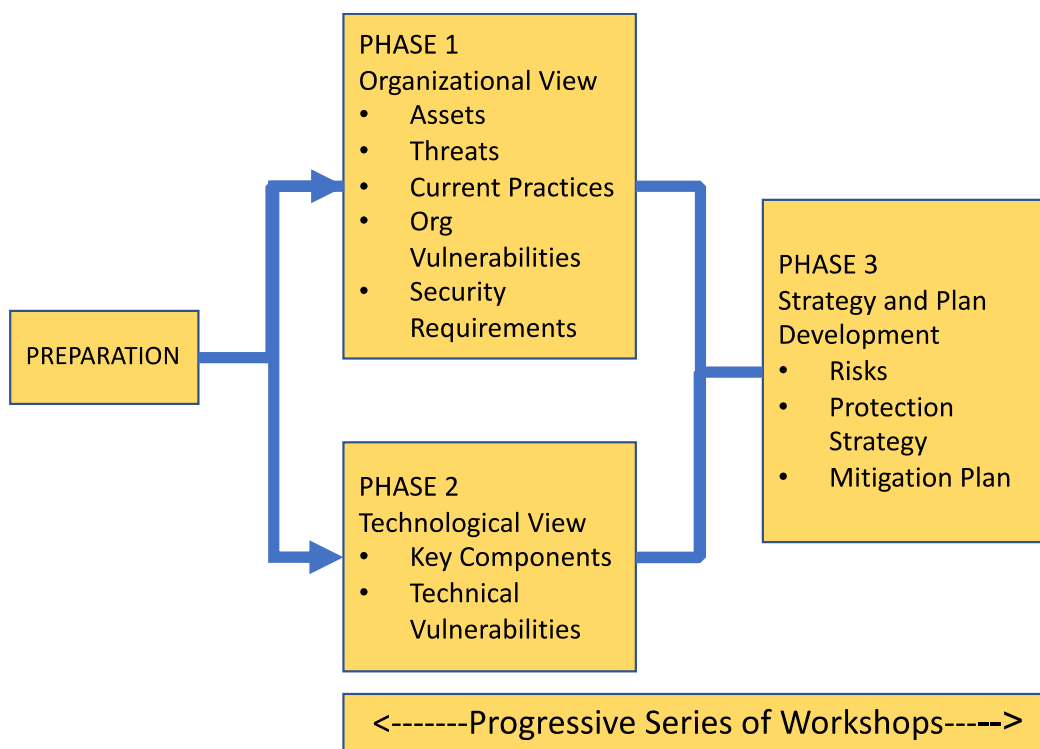 PREPARATION
PHASE 1
Organizational View
• Assets
• Threats
• Current Practices
• Org
Vulnerabilities
• Security
Requirements
PHASE 2
Technological View
• Key Components
• Technical
Vulnerabilities
PHASE 3
Strategy and Plan
Development
• Risks
• Protection
Strategy
• Mitigation Plan
<-------Progressive Series of Workshops------>